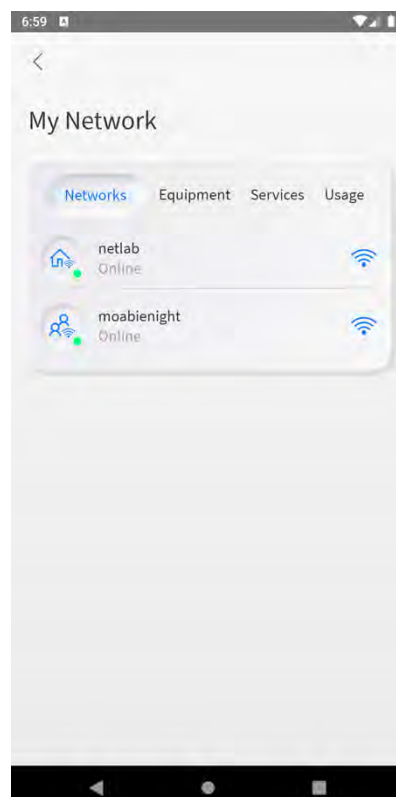 6:59
My Network
Networks Equipment Services Usage
netlab
Online
moabienight
Online